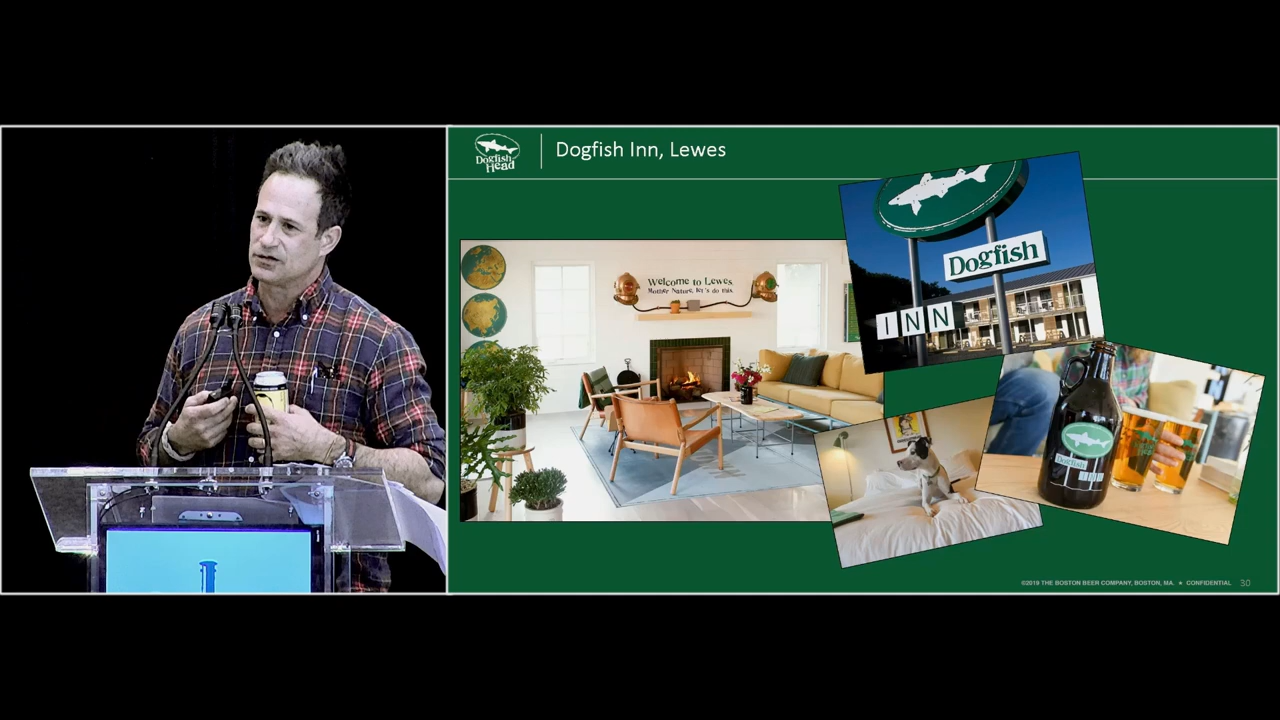 Dogfish
Head
Dogfish Inn, Lewes
Welcome to Lewes.
Mother Nature, let's do this.
Dogfish
INN
Dogfish
INN
©2019 THE BOSTON BEER COMPANY, BOSTON, MA. ★ CONFIDENTIAL 30